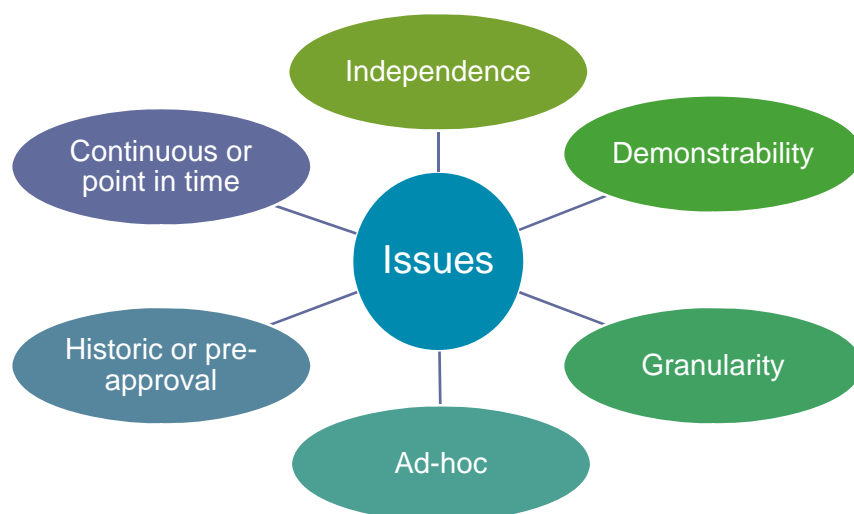 Independence
Continuous or
point in time
Demonstrability
Issues
Historic or pre-
approval
Granularity
Ad-hoc